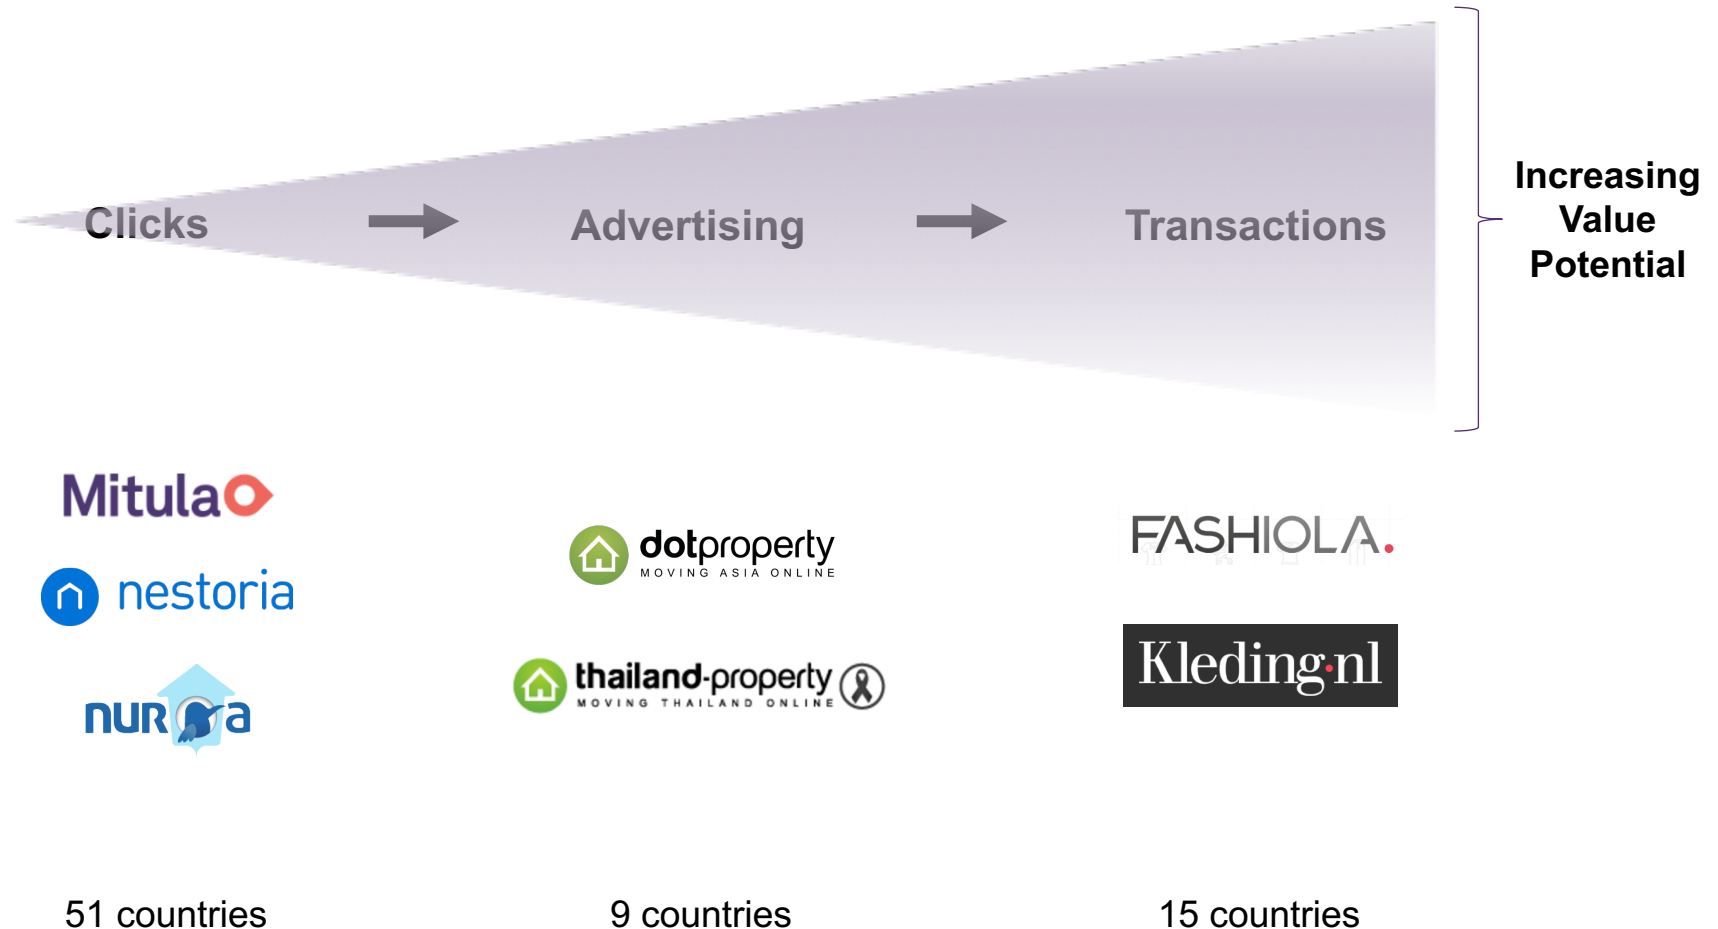 Clicks
Advertising
Transactions
Increasing
Value
Potential
Mitula
nestoria
nuroa
dotproperty
MOVING ASIA ONLINE
thailand-property
MOVING THAILAND ONLINE
FASHIOLA.
Kleding.nl
51 countries
9 countries
15 countries